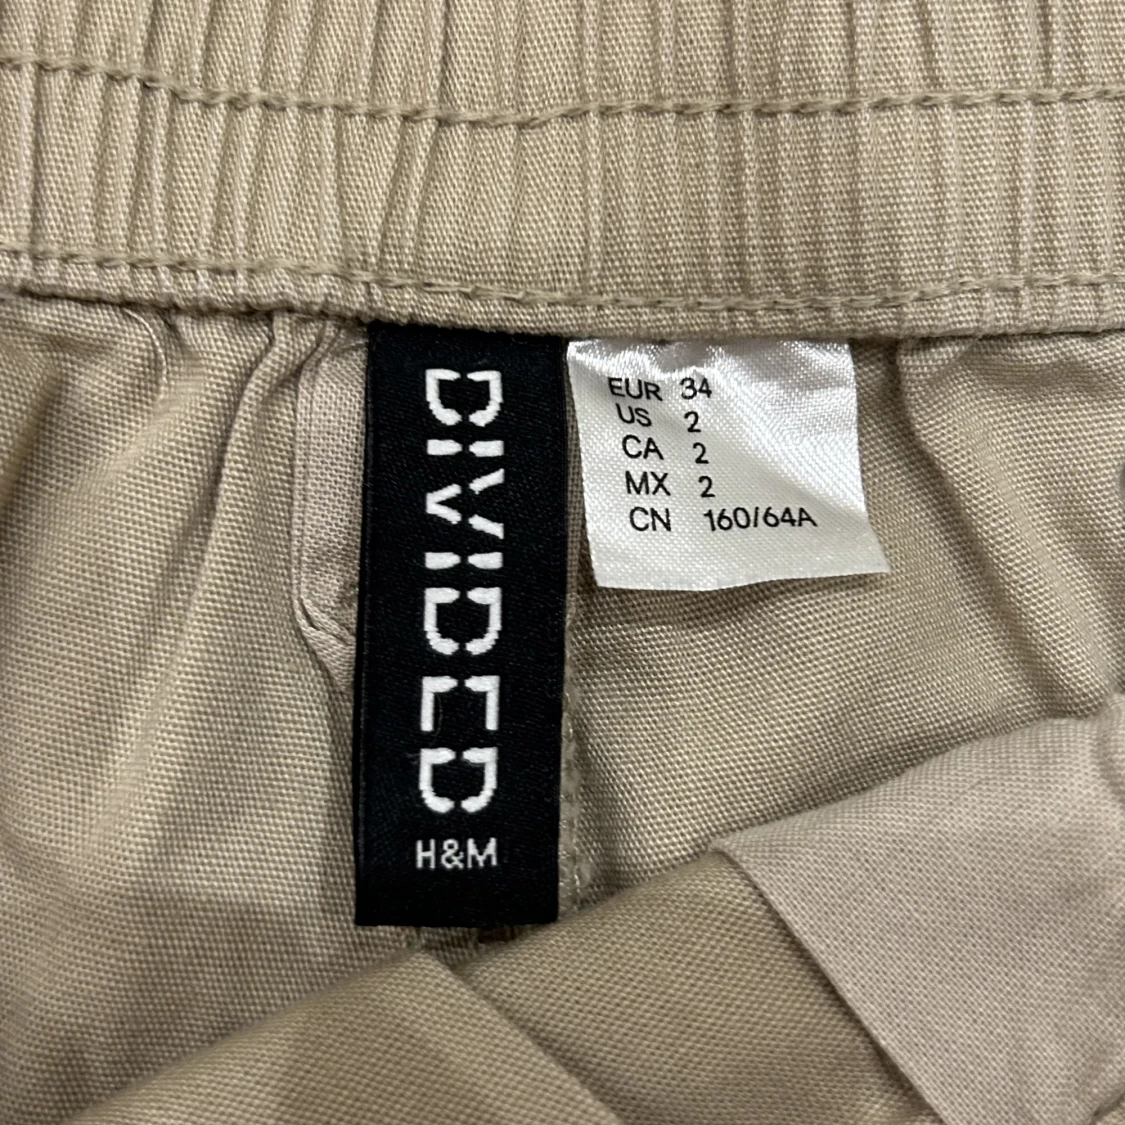 DIVIDED
H&M
EUR 34
US 2
CA 2
MX 2
CN 160/64A